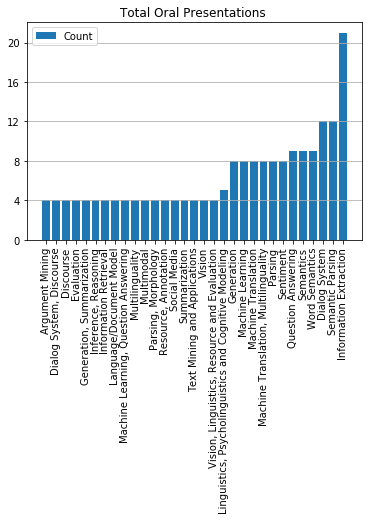 Total Oral Presentations
Count
20
16
12
8
4
0
Argument Mining
Dialog System, Discourse
Discourse
Evaluation
Generation, Summarization
Inference, Reasoning
Information Retrieval
Language/Document Model
Machine Learning, Question Answering
Multilinguality
Multimodal
Parsing, Morphology
Resource, Annotation
Social Media
Summarization
Text Mining and Applications
Vision
Vision, Linguistics, Resource and Evaluation
Linguistics, Psycholinguistics and Cognitive Modeling
Generation
Machine Learning
Machine Translation
Machine Translation, Multilinguality
Parsing
Sentiment
Question Answering
Semantics
Word Semantics
Dialog System
Semantic Parsing
Information Extraction